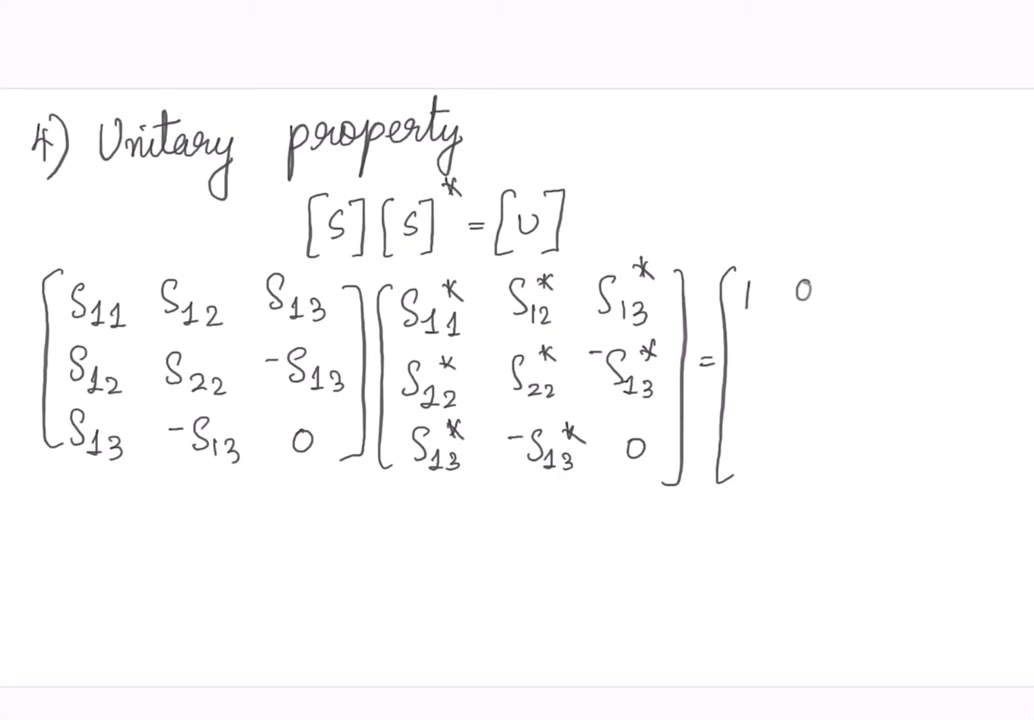 4) Unitary property
[S][S]* = [U]
S11 S12 S13 S11* S12* S13* 1 0
S12 S22 -S13 S12* S22* -S13* =
S13 -S13 0 S13* -S13* 0